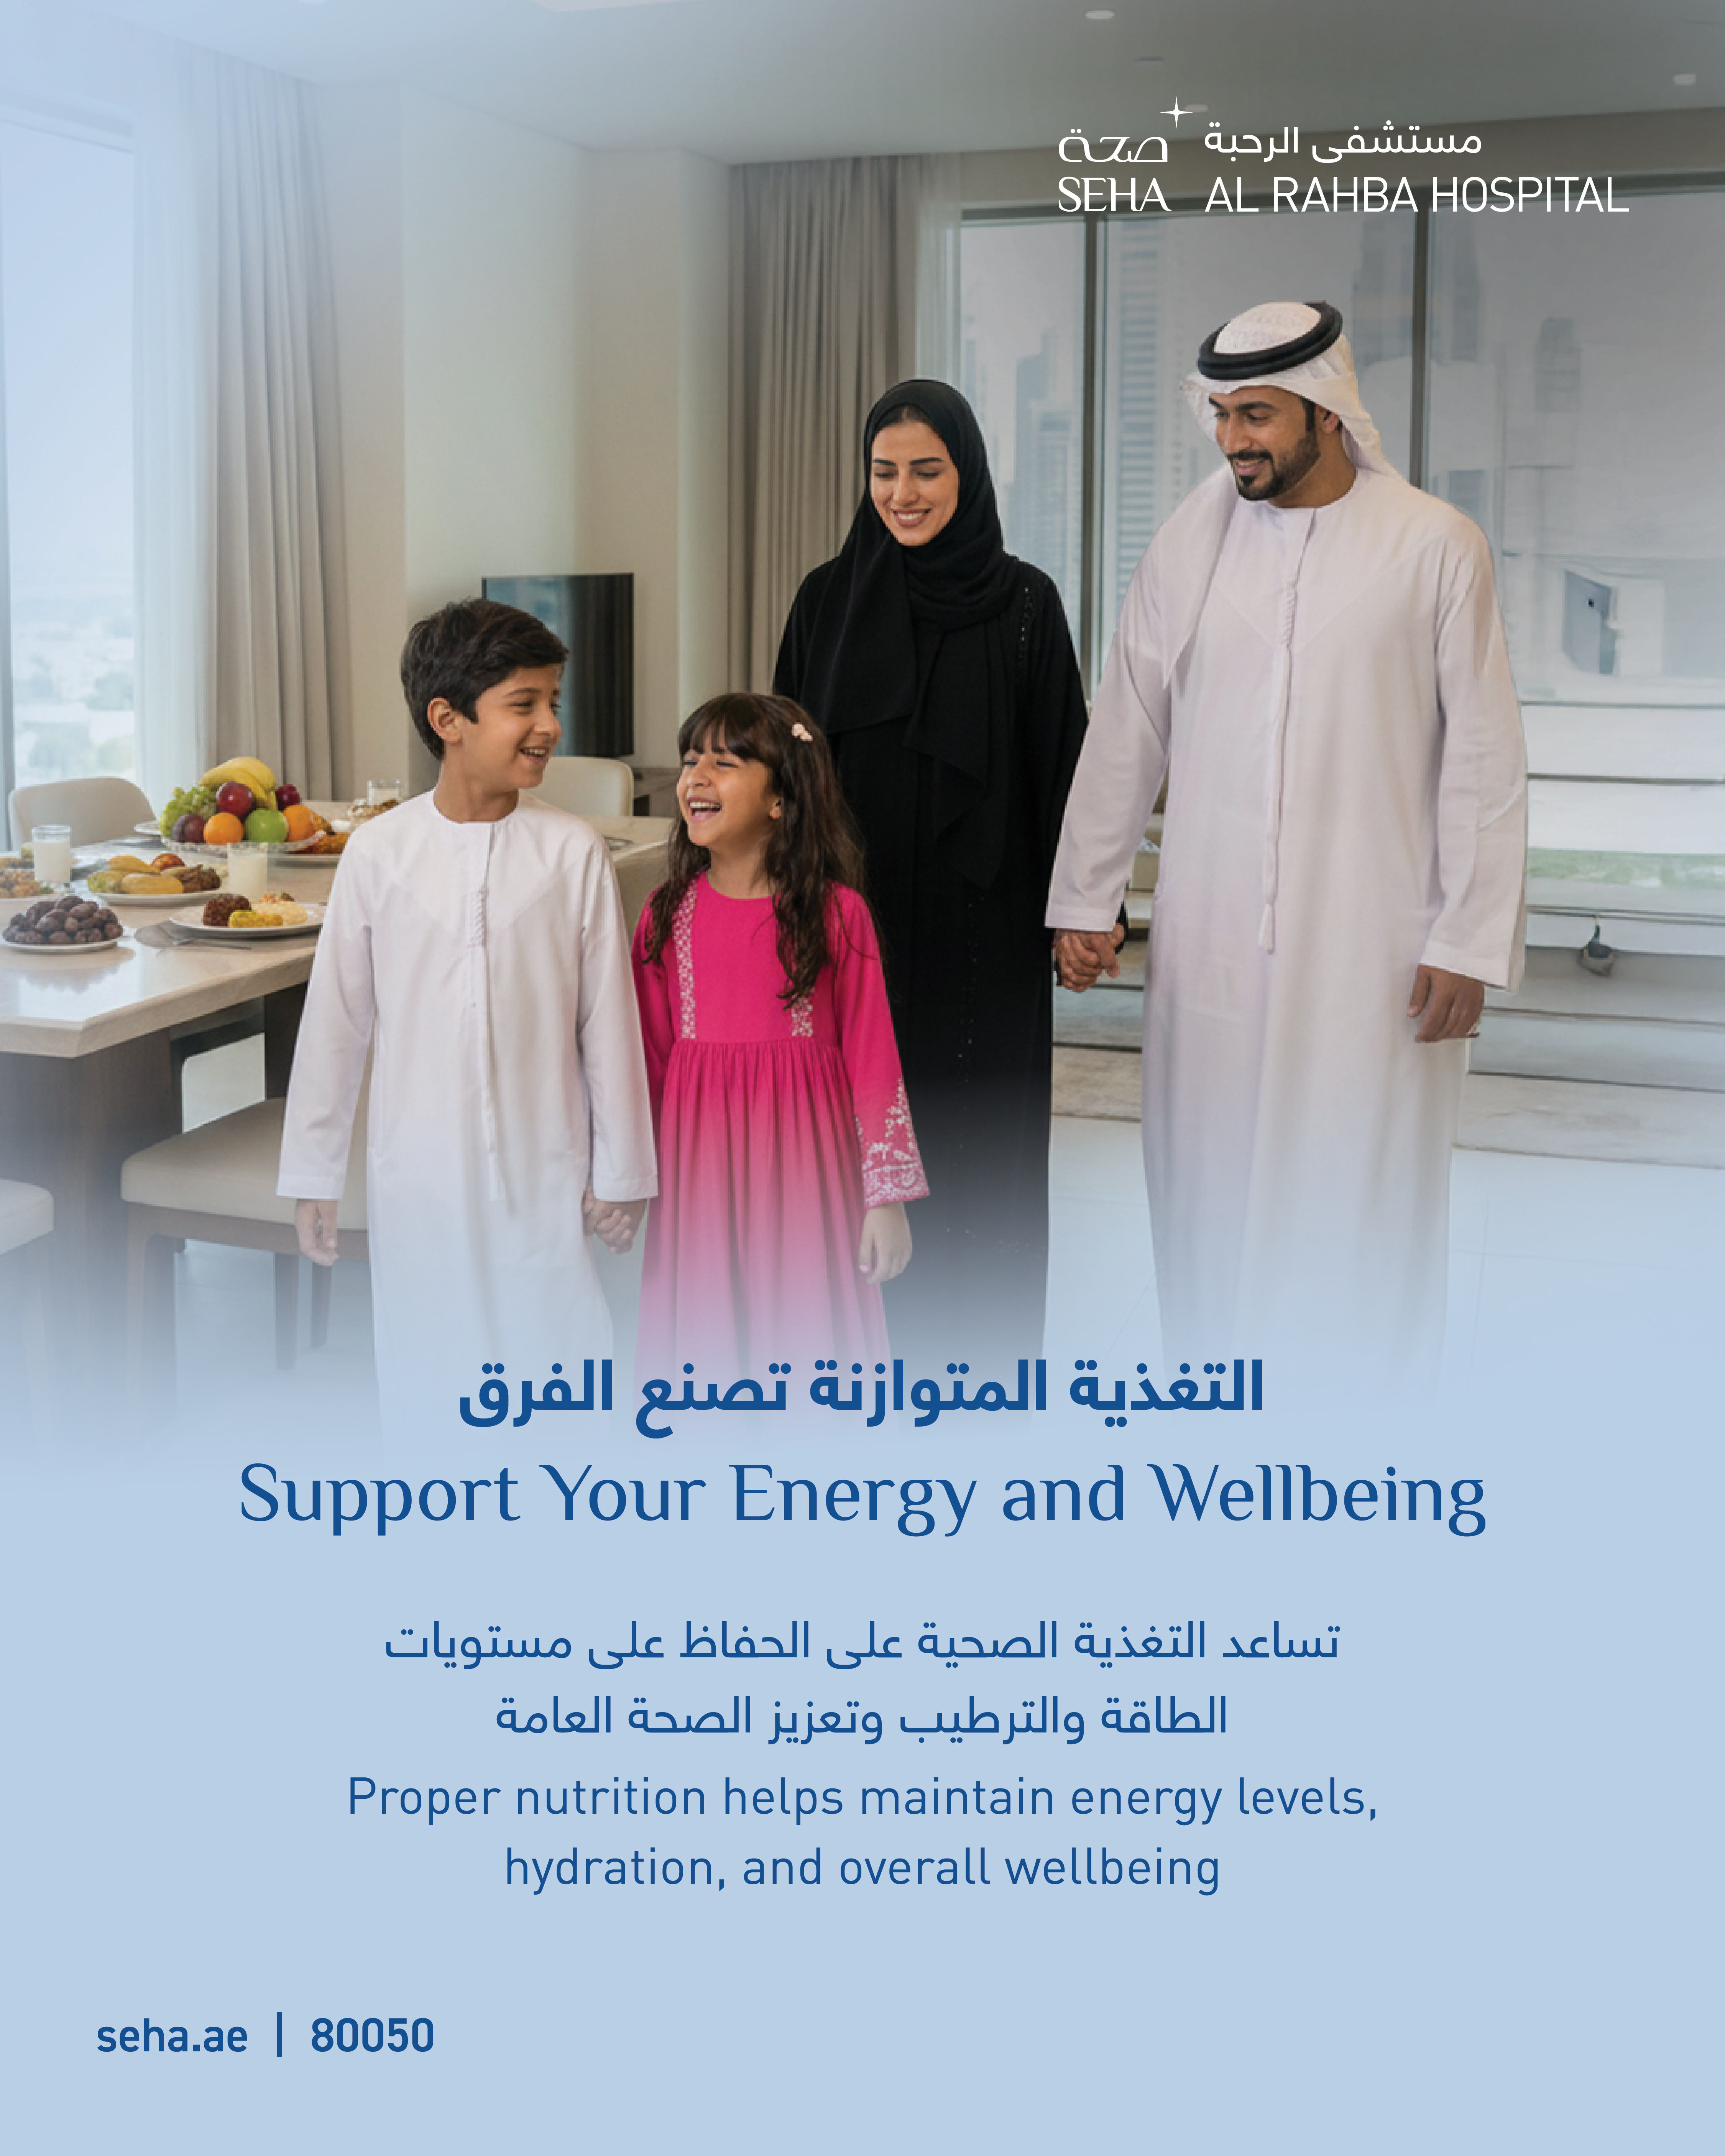 صحة
SEHA
مستشفى الرحبة
AL RAHBA HOSPITAL
التغذية المتوازنة تصنع الفرق
Support Your Energy and Wellbeing
تساعد التغذية الصحية على الحفاظ على مستويات
الطاقة والترطيب وتعزيز الصحة العامة
Proper nutrition helps maintain energy levels,
hydration, and overall wellbeing
seha.ae | 80050